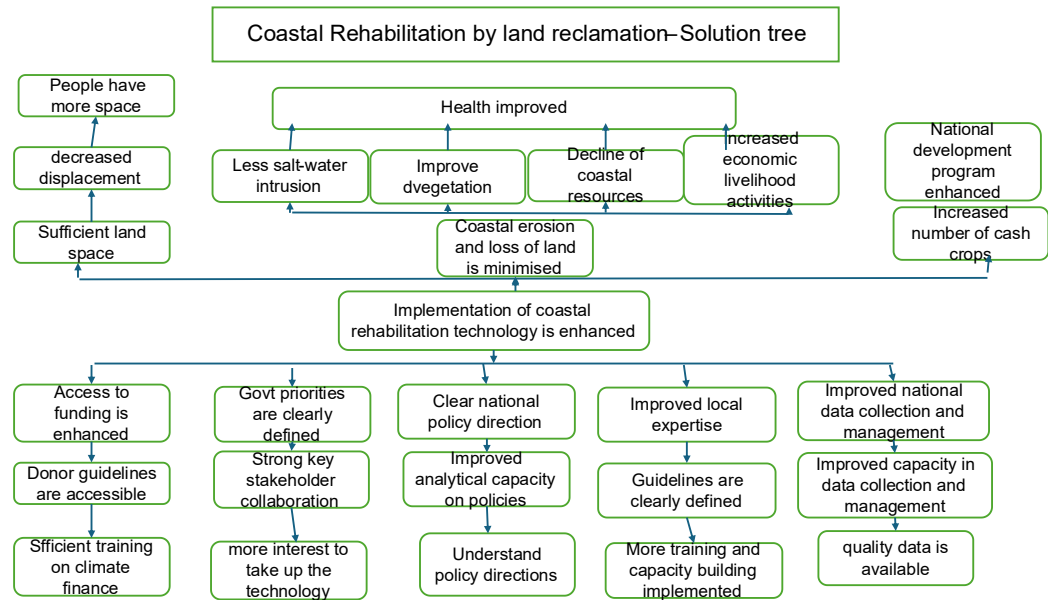 Coastal Rehabilitation by land reclamation–Solution tree
People have
more space
Health improved
decreased
displacement
Less salt-water
intrusion
Improve
dvegetation
Decline of
coastal
resources
Increased
economic
livelihood
activities
National
development
program
enhanced
Sufficient land
space
Coastal erosion
and loss of land
is minimised
Increased
number of cash
crops
Implementation of coastal
rehabilitation technology is enhanced
Access to
funding is
enhanced
Govt priorities
are clearly
defined
Clear national
policy direction
Improved local
expertise
Improved national
data collection and
management
Donor guidelines
are accessible
Strong key
stakeholder
collaboration
Improved
analytical capacity
on policies
Guidelines are
clearly defined
Improved capacity in
data collection and
management
Sfficient training
on climate
finance
more interest to
take up the
technology
Understand
policy directions
More training and
capacity building
implemented
quality data is
available